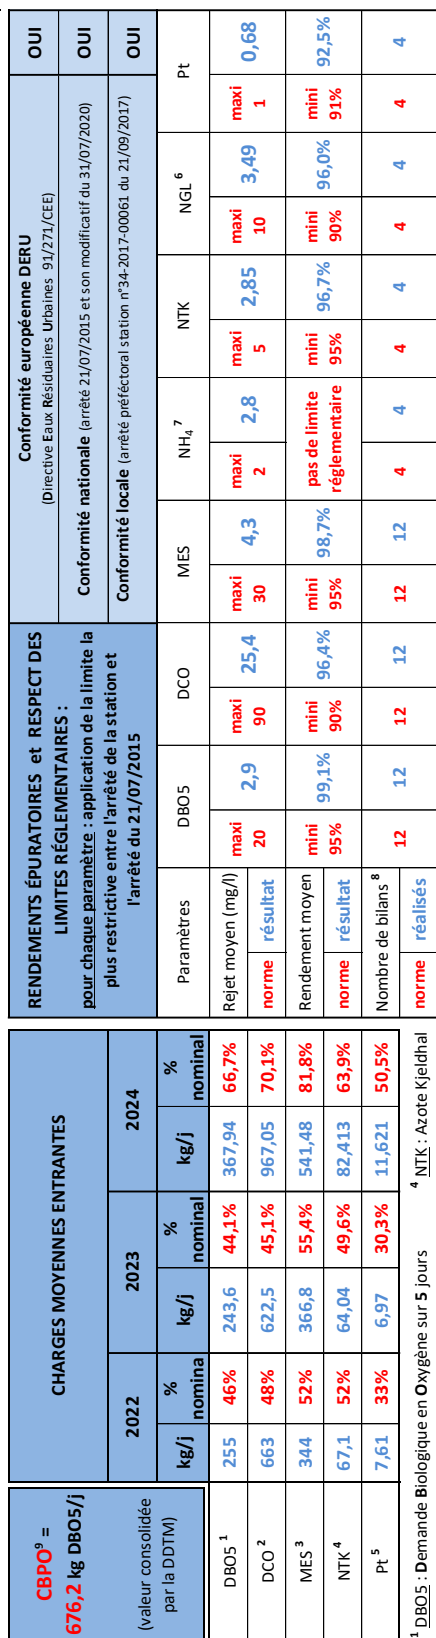 CBPO⁹ =
676,2 kg DBO5/j
(valeur consolidée
par la DDTM)
CHARGES MOYENNES ENTRANTES
2022 2023 2024
kg/j % nomina kg/j % nominal kg/j % nominal
DBO5 ¹ 255 46% 243,6 44,1% 367,94 66,7%
DCO ² 663 48% 622,5 45,1% 967,05 70,1%
MES ³ 344 52% 366,8 55,4% 541,48 81,8%
NTK ⁴ 67,1 52% 64,04 49,6% 82,413 63,9%
Pt ⁵ 7,61 33% 6,97 30,3% 11,621 50,5%
¹ DBO5 : Demande Biologique en Oxygène sur 5 jours
⁴ NTK : Azote Kjeldhal
RENDEMENTS ÉPURATOIRES et RESPECT DES
LIMITES RÉGLEMENTAIRES :
pour chaque paramètre : application de la limite la
plus restrictive entre l'arrêté de la station et
l'arrêté du 21/07/2015
Conformité européenne DERU
(Directive Eaux Résiduaires Urbaines 91/271/CEE)
OUI
Conformité nationale (arrêté 21/07/2015 et son modificatif du 31/07/2020)
OUI
Conformité locale (arrêté préféctoral station n°34-2017-00061 du 21/09/2017)
OUI
Paramètres DBO5 DCO MES NH₄ ⁷ NTK NGL ⁶ Pt
Rejet moyen (mg/l)
norme résultat
maxi 20 2,9 maxi 90 25,4 maxi 30 4,3 maxi 2 2,8 maxi 5 2,85 maxi 10 3,49 maxi 1 0,68
Rendement moyen
norme résultat
mini 95% 99,1% mini 90% 96,4% mini 95% 98,7% pas de limite réglementaire mini 95% 96,7% mini 90% 96,0% mini 91% 92,5%
Nombre de bilans ⁸
norme réalisés
12 12 12 12 12 12 4 4 4 4 4 4 4 4